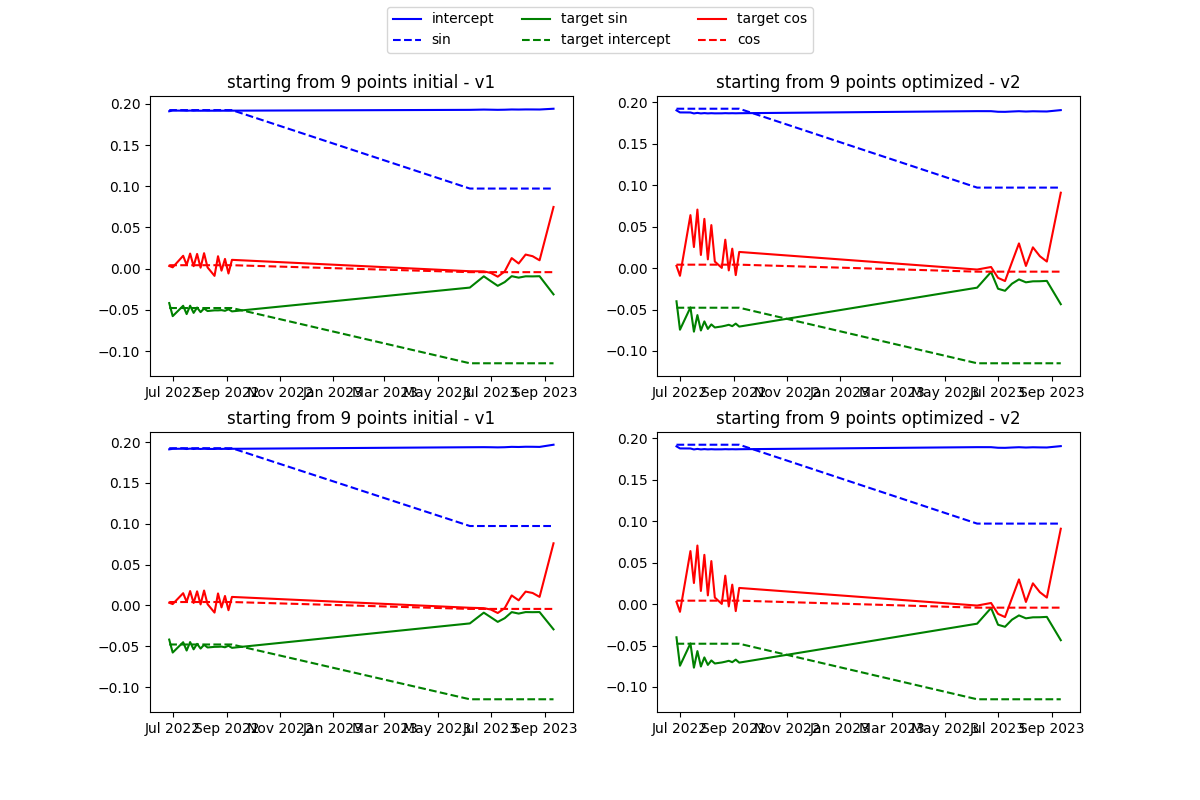 intercept target sin target cos
sin target intercept cos
starting from 9 points initial - v1
starting from 9 points optimized - v2
0.20
0.15
0.10
0.05
0.00
−0.05
−0.10
Jul 2022 Sep 2022 Nov 2022 Jan 2023 Mar 2023 May 2023 Jul 2023 Sep 2023
0.20
0.15
0.10
0.05
0.00
−0.05
−0.10
Jul 2022 Sep 2022 Nov 2022 Jan 2023 Mar 2023 May 2023 Jul 2023 Sep 2023
starting from 9 points initial - v1
starting from 9 points optimized - v2
0.20
0.15
0.10
0.05
0.00
−0.05
−0.10
Jul 2022 Sep 2022 Nov 2022 Jan 2023 Mar 2023 May 2023 Jul 2023 Sep 2023
0.20
0.15
0.10
0.05
0.00
−0.05
−0.10
Jul 2022 Sep 2022 Nov 2022 Jan 2023 Mar 2023 May 2023 Jul 2023 Sep 2023